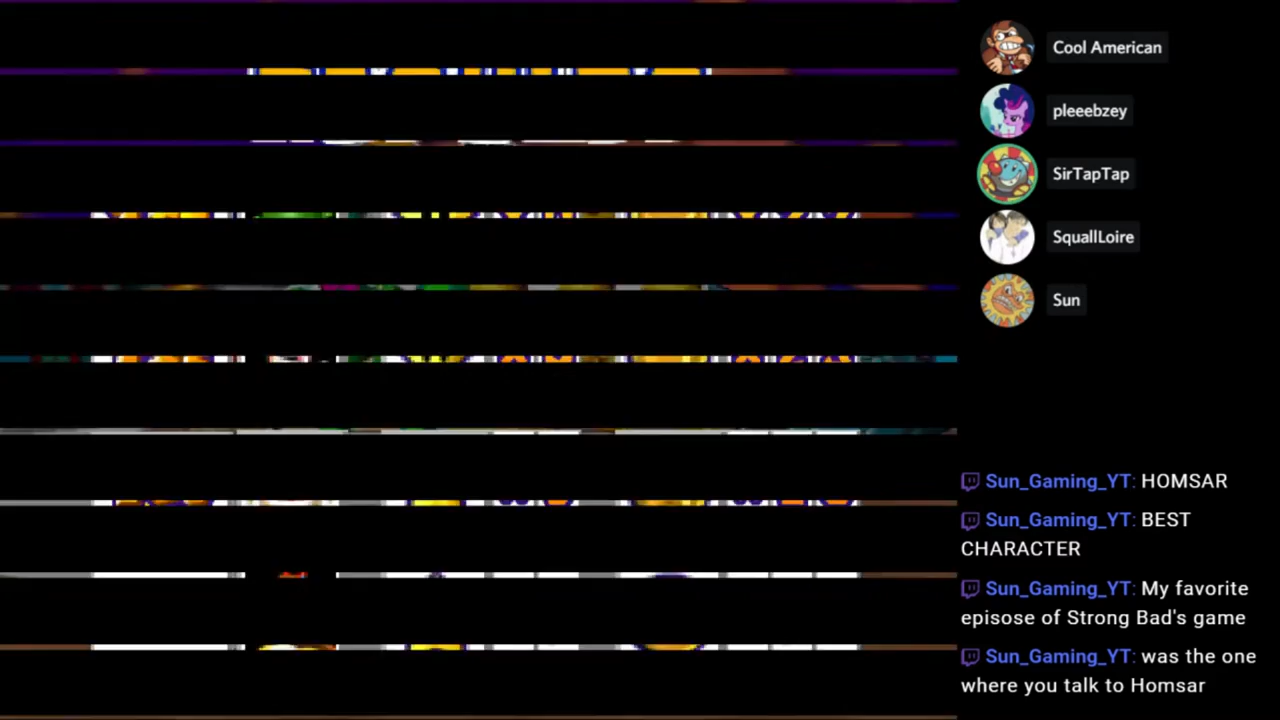 Cool American
pleeebzey
SirTapTap
SquallLoire
Sun
Sun_Gaming_YT: HOMSAR
Sun_Gaming_YT: BEST
CHARACTER
Sun_Gaming_YT: My favorite
episose of Strong Bad's game
Sun_Gaming_YT: was the one
where you talk to Homsar